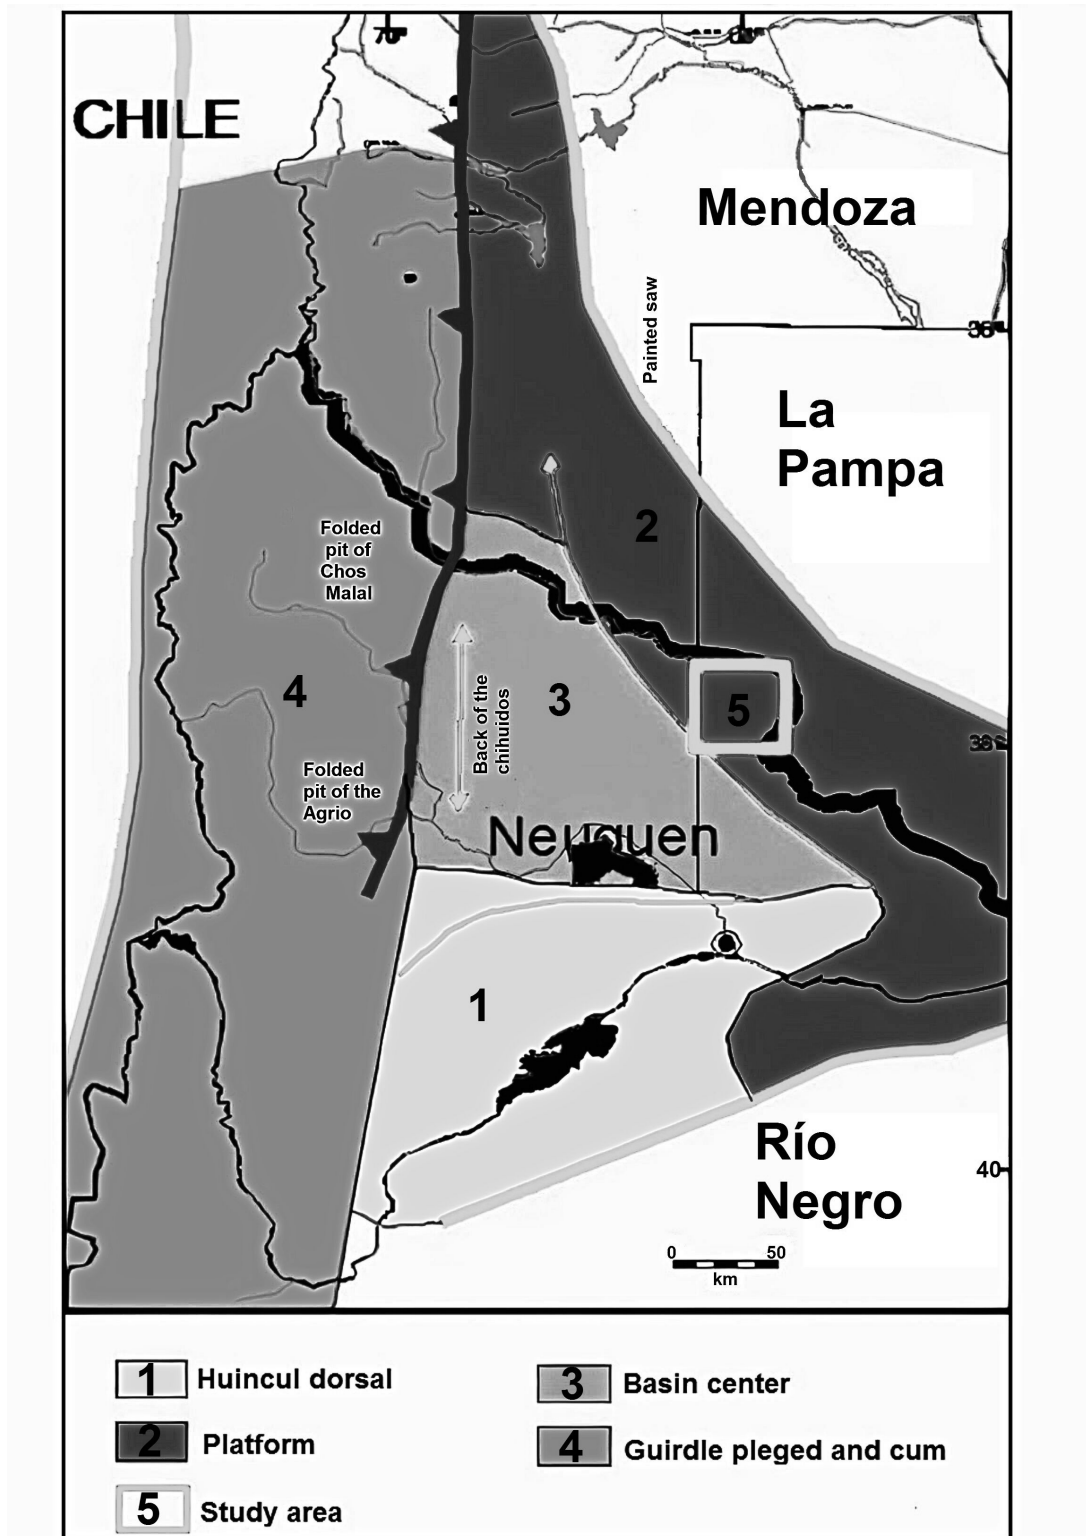 70°
CHILE
Mendoza
Painted saw
36°
La
Pampa
2
Folded
pit of
Chos
Malal
4
3
5
Back of the
chihuidos
38°
Folded
pit of the
Agrio
Neuquen
1
Río
Negro
40
0 50
km
1 Huincul dorsal
3 Basin center
2 Platform
4 Guirdle pleged and cum
5 Study area